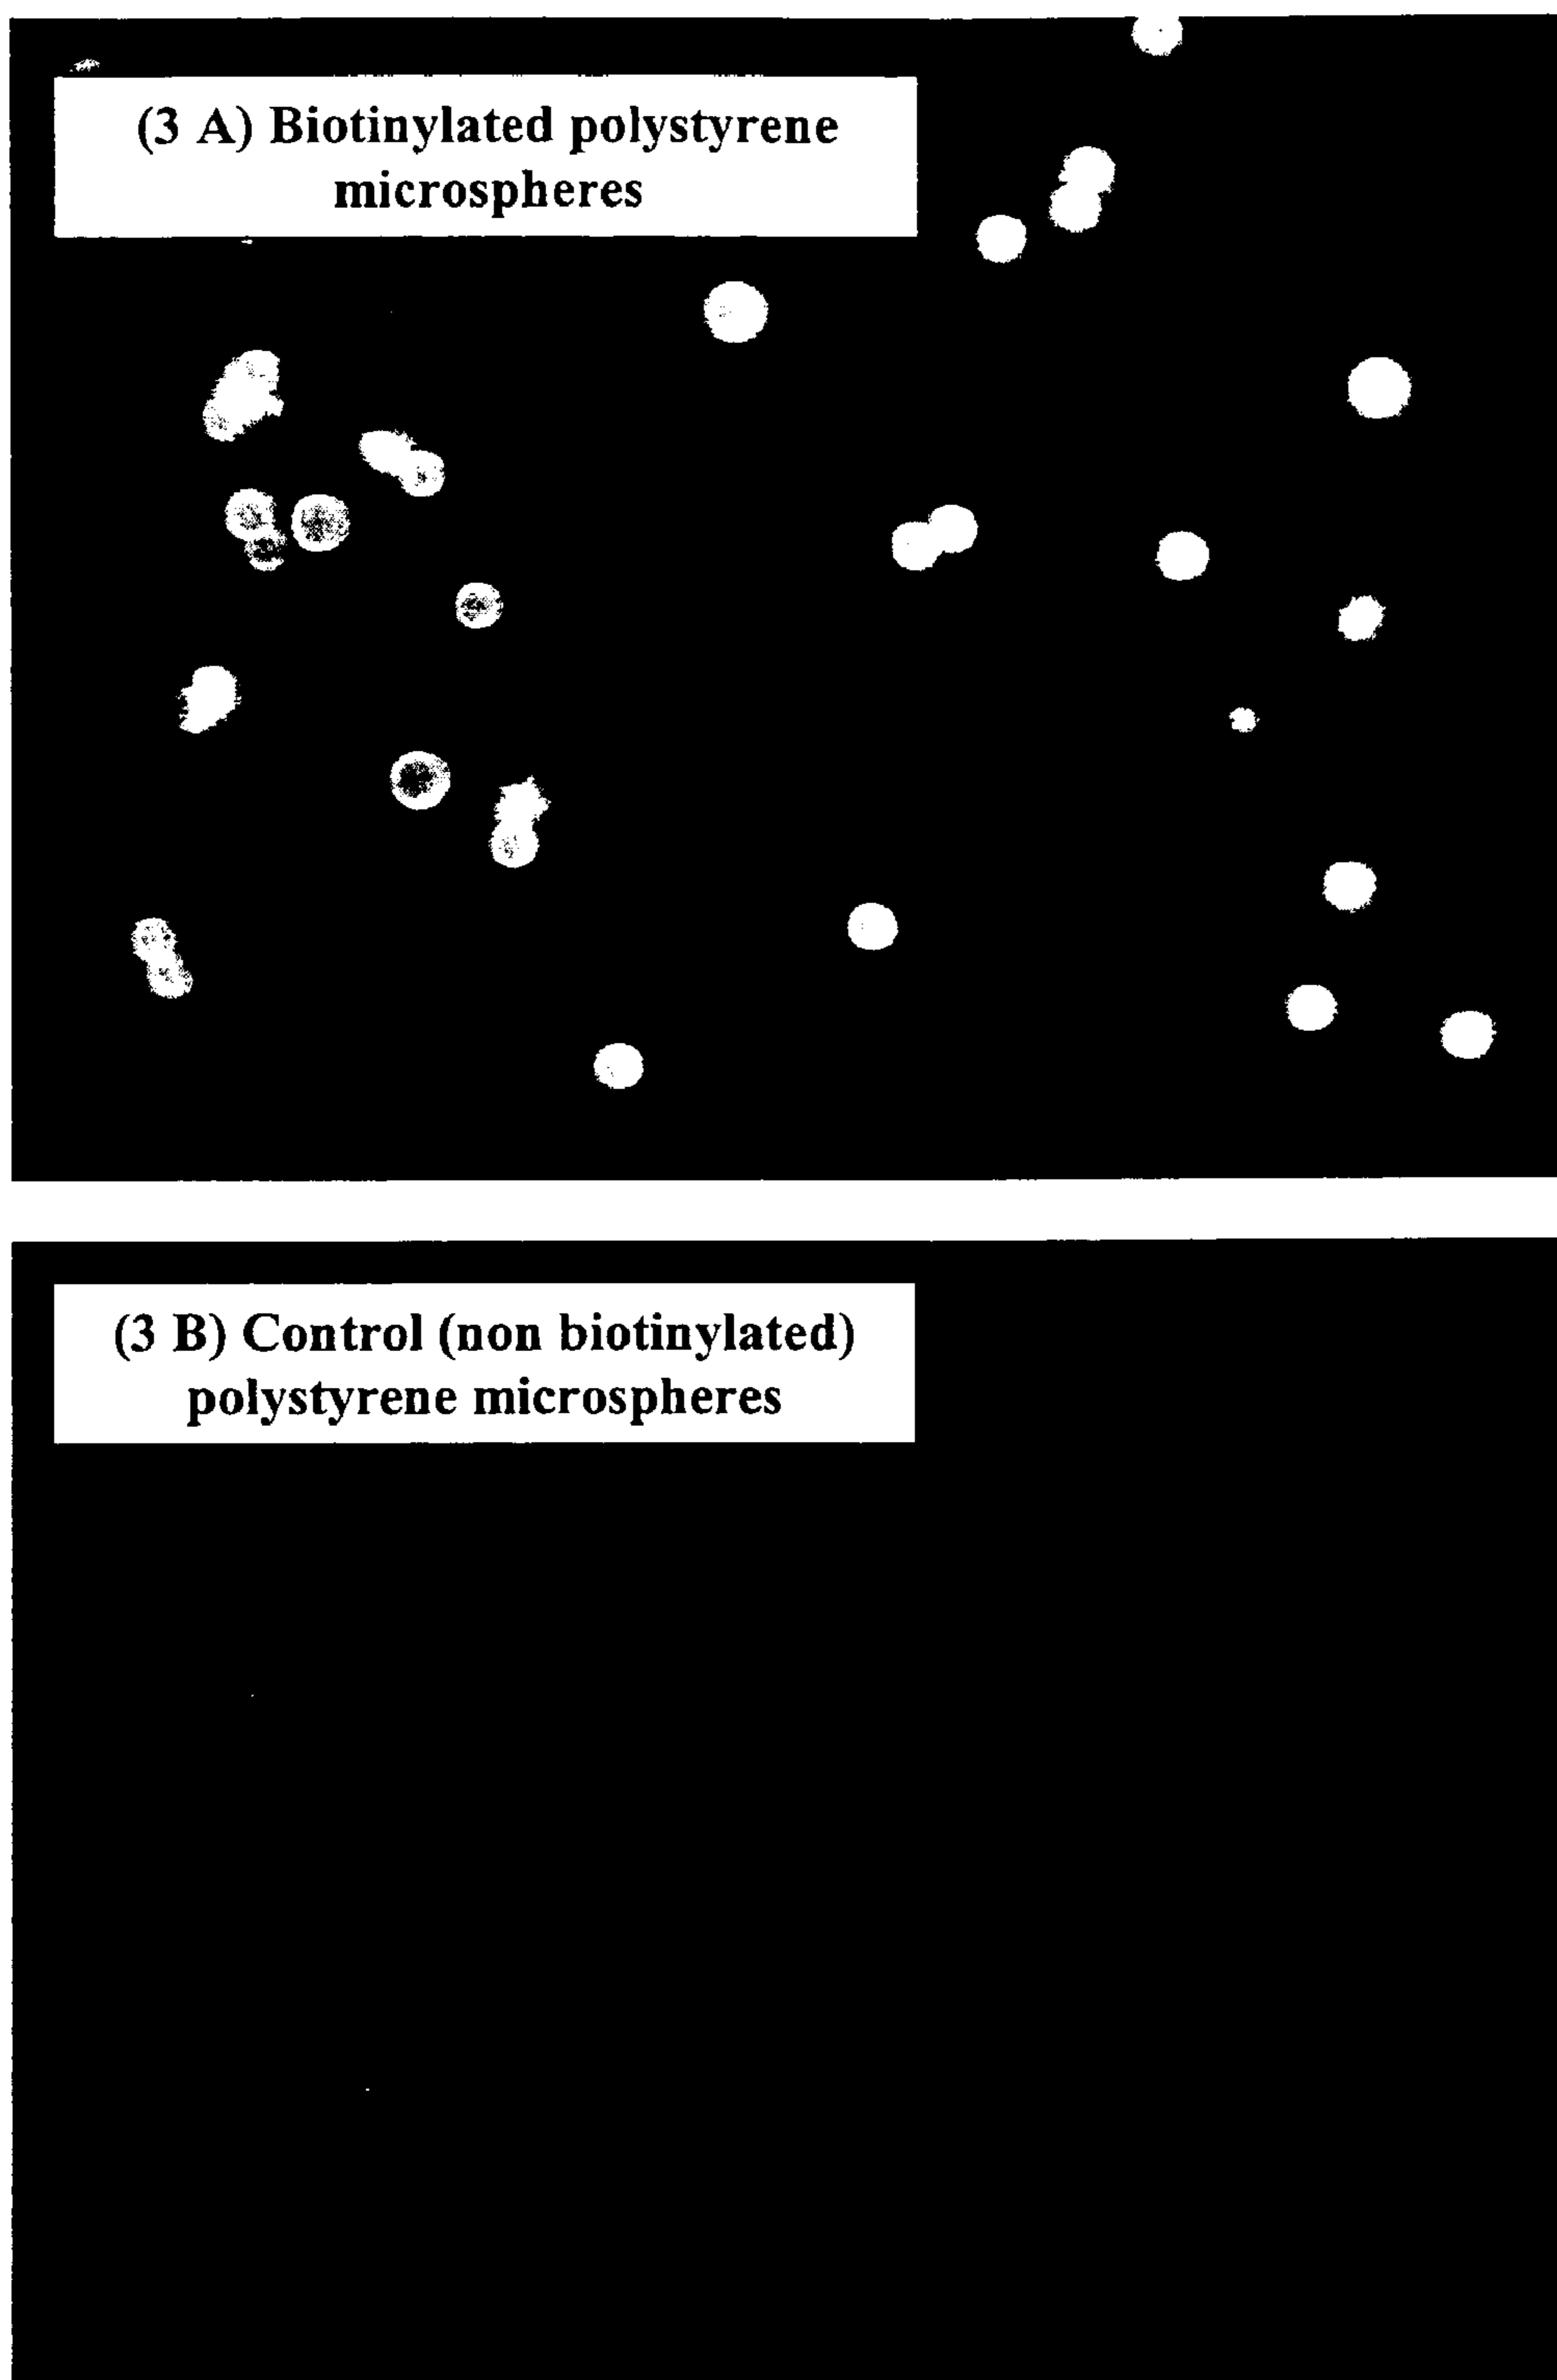 (3 A) Biotinylated polystyrene
microspheres
(3 B) Control (non biotinylated)
polystyrene microspheres